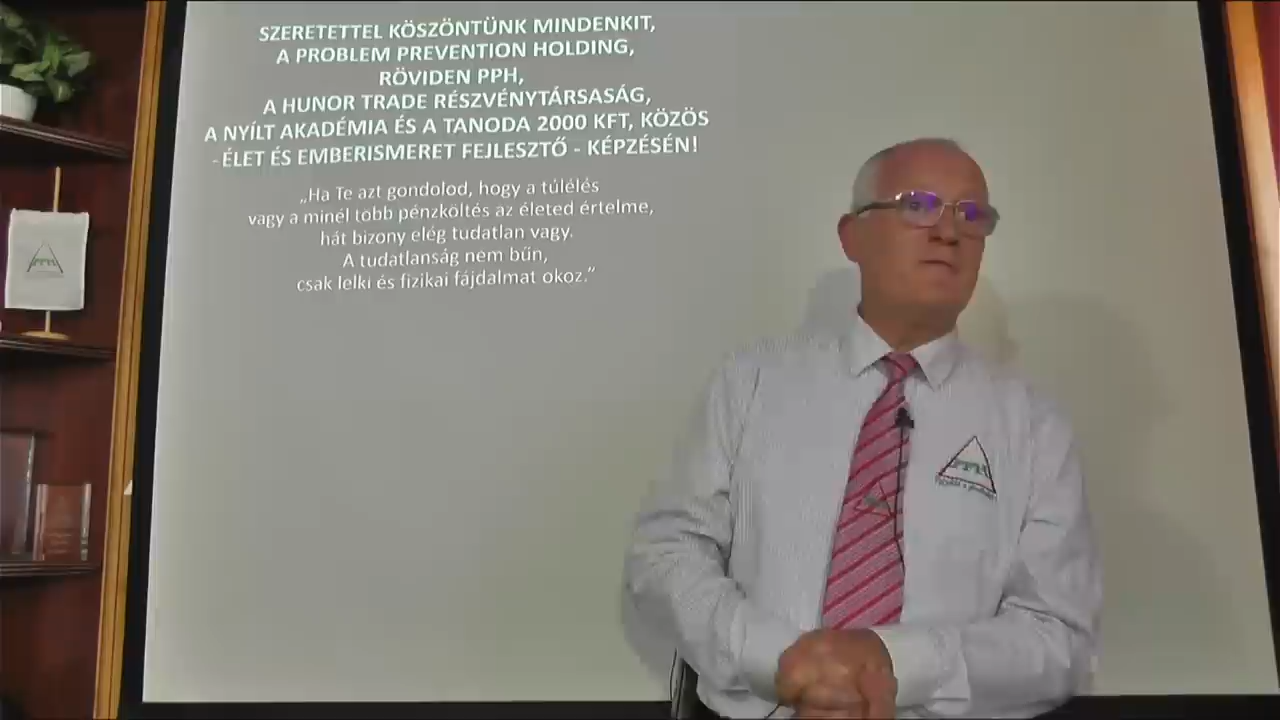 SZERETETTEL KÖSZÖNTÜNK MINDENKIT,
A PROBLEM PREVENTION HOLDING,
RÖVIDEN PPH,
A HUNOR TRADE RÉSZVÉNYTÁRSASÁG,
A NYÍLT AKADÉMIA ÉS A TANODA 2000 KFT, KÖZÖS
- ÉLET ÉS EMBERISMERET FEJLESZTŐ - KÉPZÉSÉN!
„Ha Te azt gondolod, hogy a túlélés
vagy a minél több pénzköltés az életed értelme,
hát bizony elég tudatlan vagy.
A tudatlanság nem bűn,
csak lelki és fizikai fájdalmat okoz.”
PPH